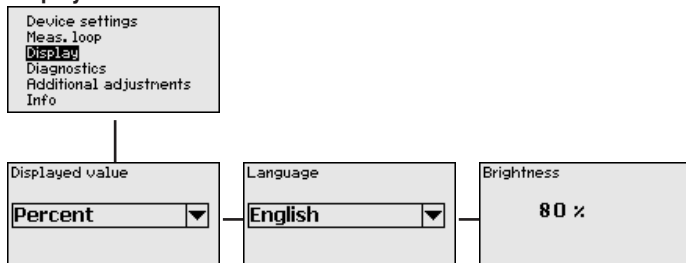 Device settings
Meas. loop
Display
Diagnostics
Additional adjustments
Info
Displayed value
Percent
Language
English
Brightness
80 %